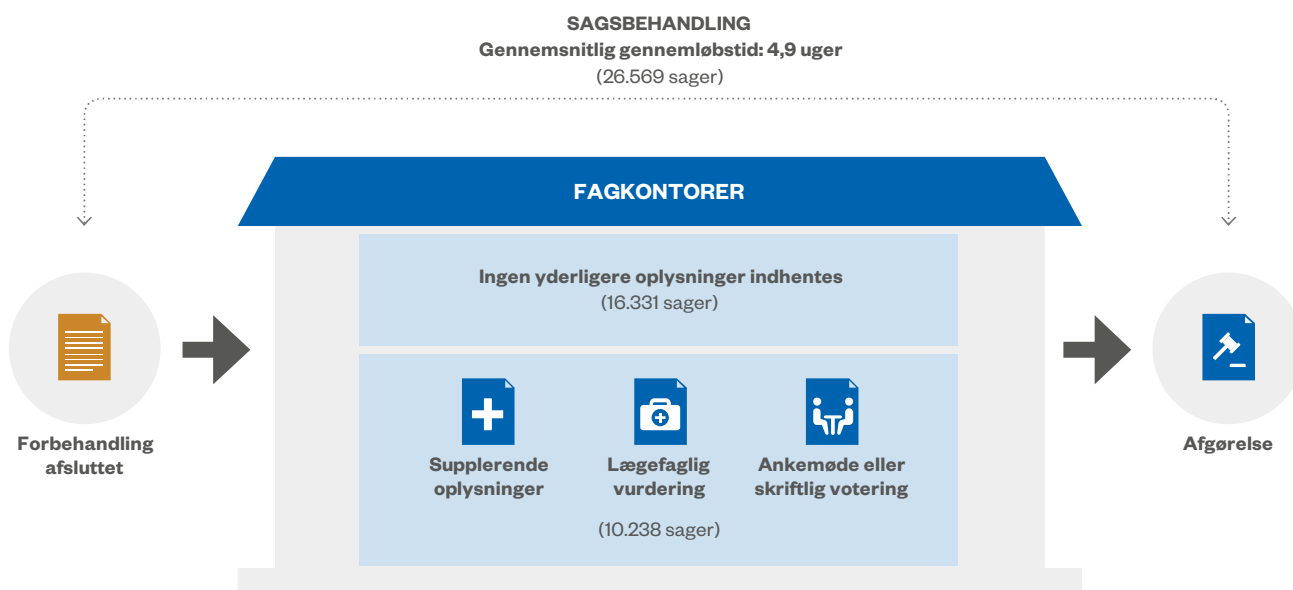 SAGSBEHANDLING
Gennemsnitlig gennemløbstid: 4,9 uger
(26.569 sager)
FAGKONTORER
Ingen yderligere oplysninger indhentes
(16.331 sager)
Forbehandling
afsluttet
Supplerende
oplysninger
Lægefaglig
vurdering
Ankemøde eller
skriftlig votering
(10.238 sager)
Afgørelse